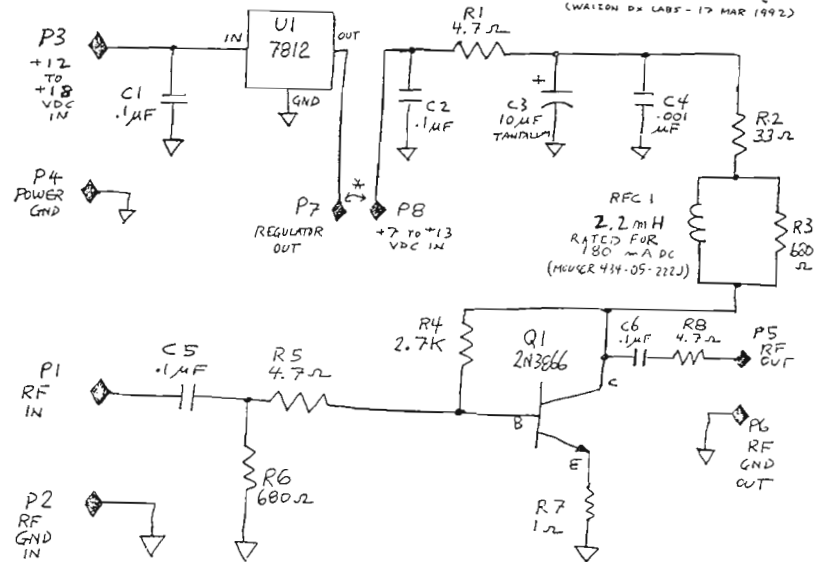 (WALTON DX LABS - 17 MAR 1992)
P3
+12
TO
+18
VDC
IN
C1
.1µF
IN
U1
7812
OUT
GND
R1
4.7Ω
C2
.1µF
+
C3
10µF
TANTALUM
C4
.001
µF
R2
33Ω
P4
POWER
GND
P7
REGULATOR
OUT
*
P8
+7 TO +13
VDC IN
RFC 1
2.2mH
RATED FOR
180 mA DC
(MOUSER 434-05-222J)
R3
Ω
P1
RF
IN
C5
.1µF
R5
4.7Ω
R4
2.7K
Q1
2N3866
C
B
E
C6
.1µF
R8
4.7Ω
P5
RF
OUT
P6
RF
GND
OUT
R6
680Ω
P2
RF
GND
IN
R7
1Ω